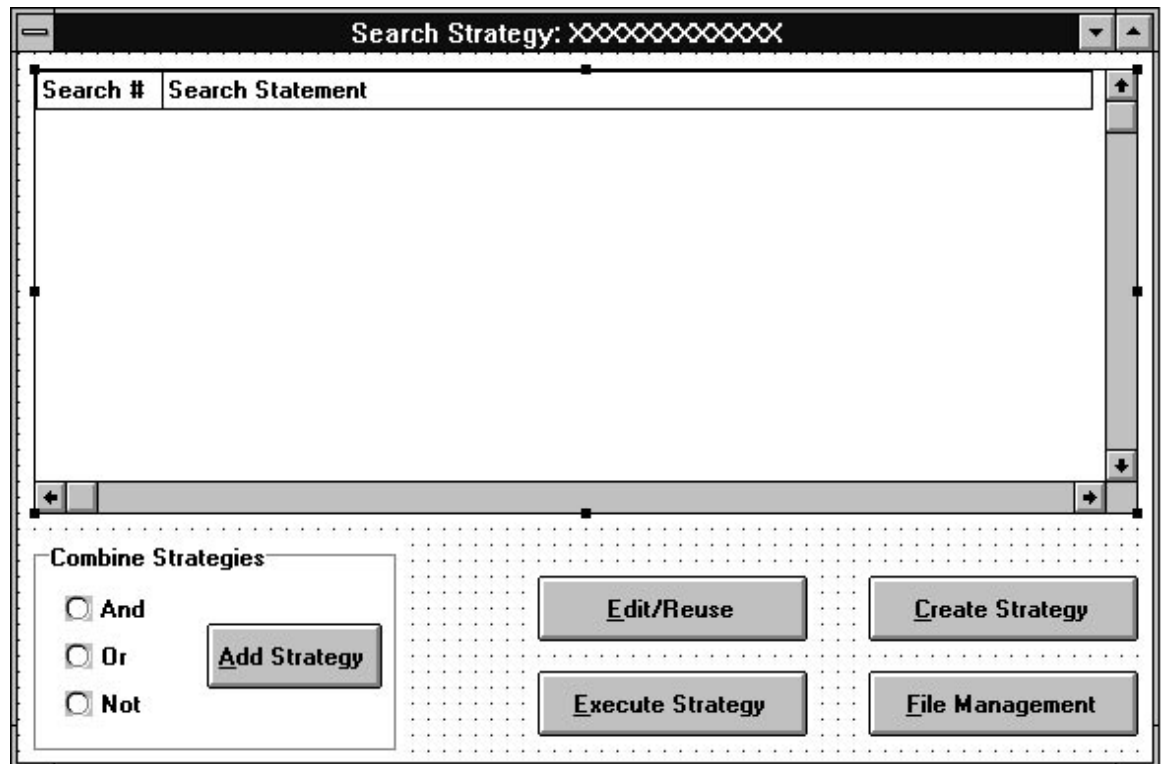 Search Strategy: XXXXXXXXXXXXX
Search # Search Statement
Combine Strategies
And
Or
Not
Add Strategy
Edit/Reuse
Create Strategy
Execute Strategy
File Management